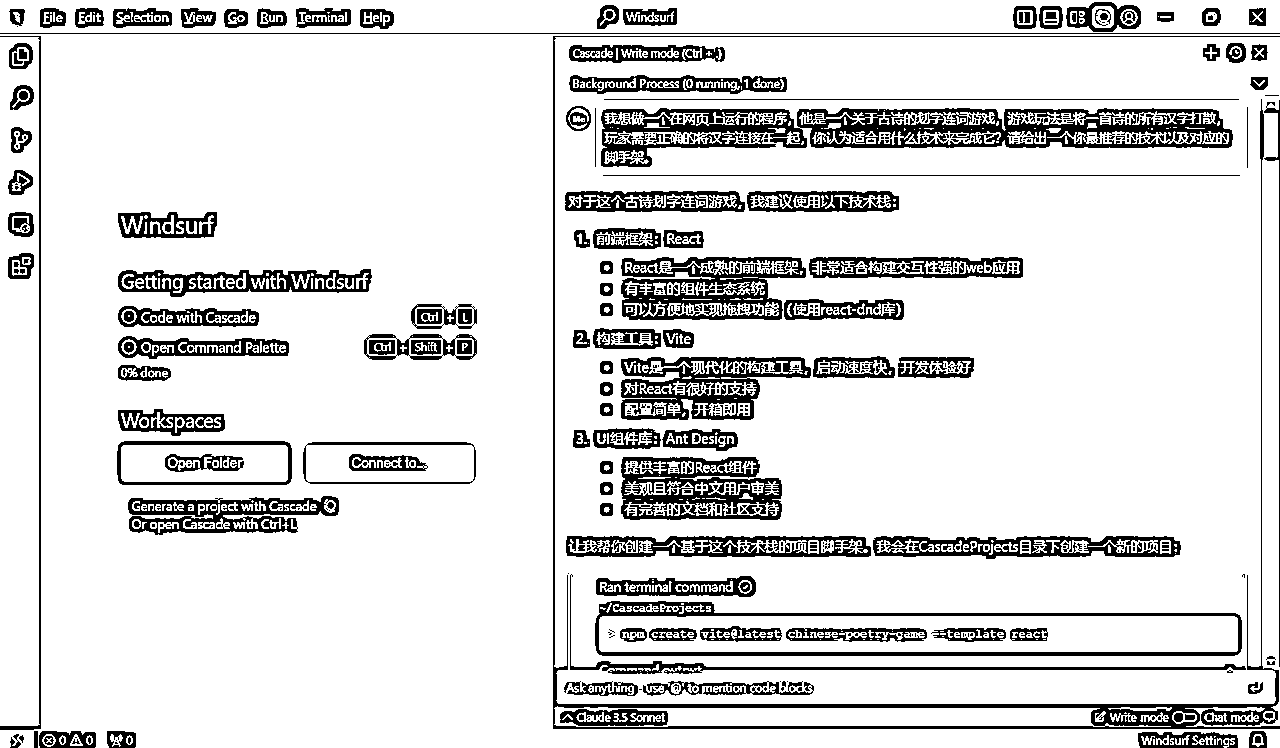 File Edit Selection View Go Run Terminal Help
Windsurf
Windsurf
Getting started with Windsurf
Code with Cascade Ctrl + L
Open Command Palette Ctrl + Shift + P
0% done
Workspaces
Open Folder Connect to...
Generate a project with Cascade
Or open Cascade with Ctrl+L
Cascade | Write mode (Ctrl + .)
Background Process (0 running, 1 done)
Me
我想做一个在网页上运行的程序，他是一个关于古诗的划字连词游戏，游戏玩法是将一首诗的所有汉字打散，
玩家需要正确的将汉字连接在一起，你认为适合用什么技术来完成它？请给出一个你最推荐的技术以及对应的
脚手架。
对于这个古诗划字连词游戏，我建议使用以下技术栈：
1. 前端框架：React
React是一个成熟的前端框架，非常适合构建交互性强的web应用
有丰富的组件生态系统
可以方便地实现拖拽功能（使用react-dnd库）
2. 构建工具：Vite
Vite是一个现代化的构建工具，启动速度快，开发体验好
对React有很好的支持
配置简单，开箱即用
3. UI组件库：Ant Design
提供丰富的React组件
美观且符合中文用户审美
有完善的文档和社区支持
让我帮你创建一个基于这个技术栈的项目脚手架。我会在CascadeProjects目录下创建一个新的项目：
Ran terminal command
~/CascadeProjects
> npm create vite@latest chinese-poetry-game --template react
Command output
Ask anything - use '@' to mention code blocks
Claude 3.5 Sonnet Write mode Chat mode
0 0 0 Windsurf Settings